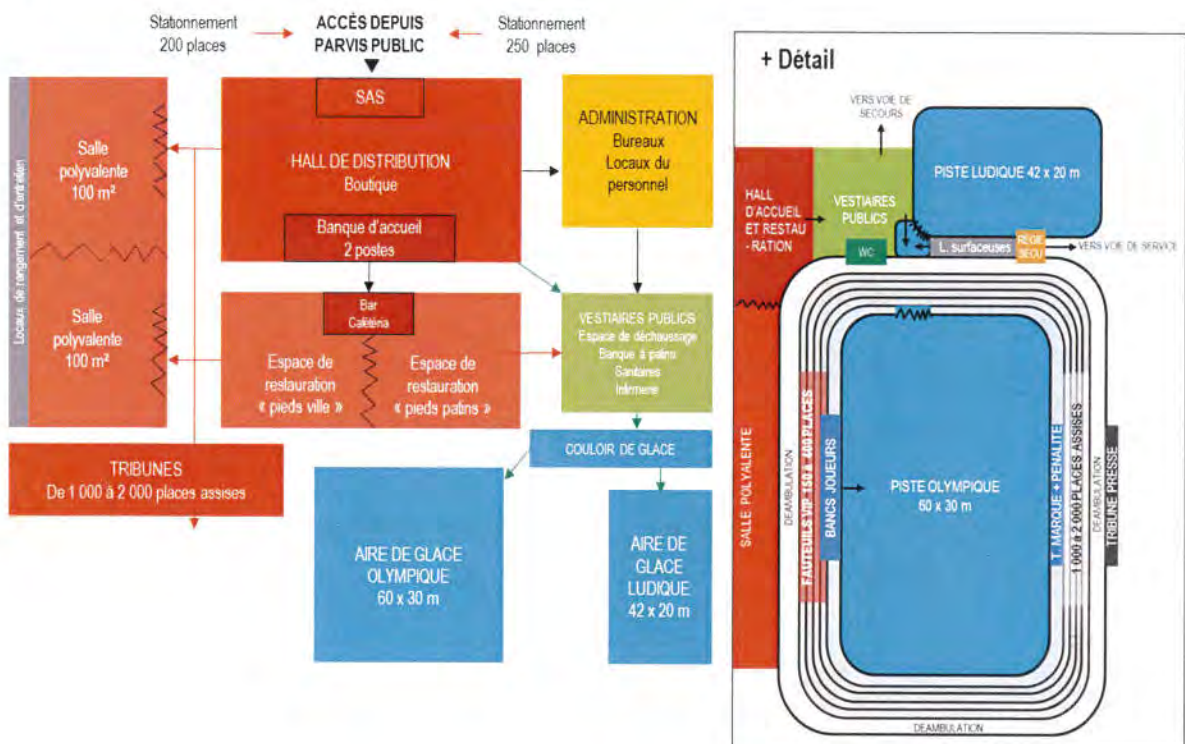 Stationnement
200 places
ACCÈS DEPUIS
PARVIS PUBLIC
Stationnement
250 places
Locaux de rangement et d'entretien
Salle
polyvalente
100 m²
Salle
polyvalente
100 m²
SAS
HALL DE DISTRIBUTION
Boutique
Banque d'accueil
2 postes
ADMINISTRATION
Bureaux
Locaux du
personnel
Bar
Cafétéria
Espace de
restauration
« pieds ville »
Espace de
restauration
« pieds patins »
VESTIAIRES PUBLICS
Espace de déchaussage
Banque à patins
Sanitaires
Infirmerie
TRIBUNES
De 1 000 à 2 000 places assises
COULOIR DE GLACE
AIRE DE GLACE
OLYMPIQUE
60 x 30 m
AIRE DE
GLACE
LUDIQUE
42 x 20 m
+ Détail
VERS VOIE DE
SECOURS
PISTE LUDIQUE 42 x 20 m
HALL
D'ACCUEIL
ET RESTAU
- RATION
VESTIAIRES
PUBLICS
WC
L. surfaceuses
RÉGIE
SECU
VERS VOIE DE SERVICE
SALLE POLYALENTE
DEAMBULATION
FAUTEUILS VIP 150 à 400 PLACES
BANCS JOUEURS
PISTE OLYMPIQUE
60 x 30 m
T. MARQUE + PENALITE
1 000 à 2 000 PLACES ASSISES
DEAMBULATION
TRIBUNE PRESSE
DEAMBULATION